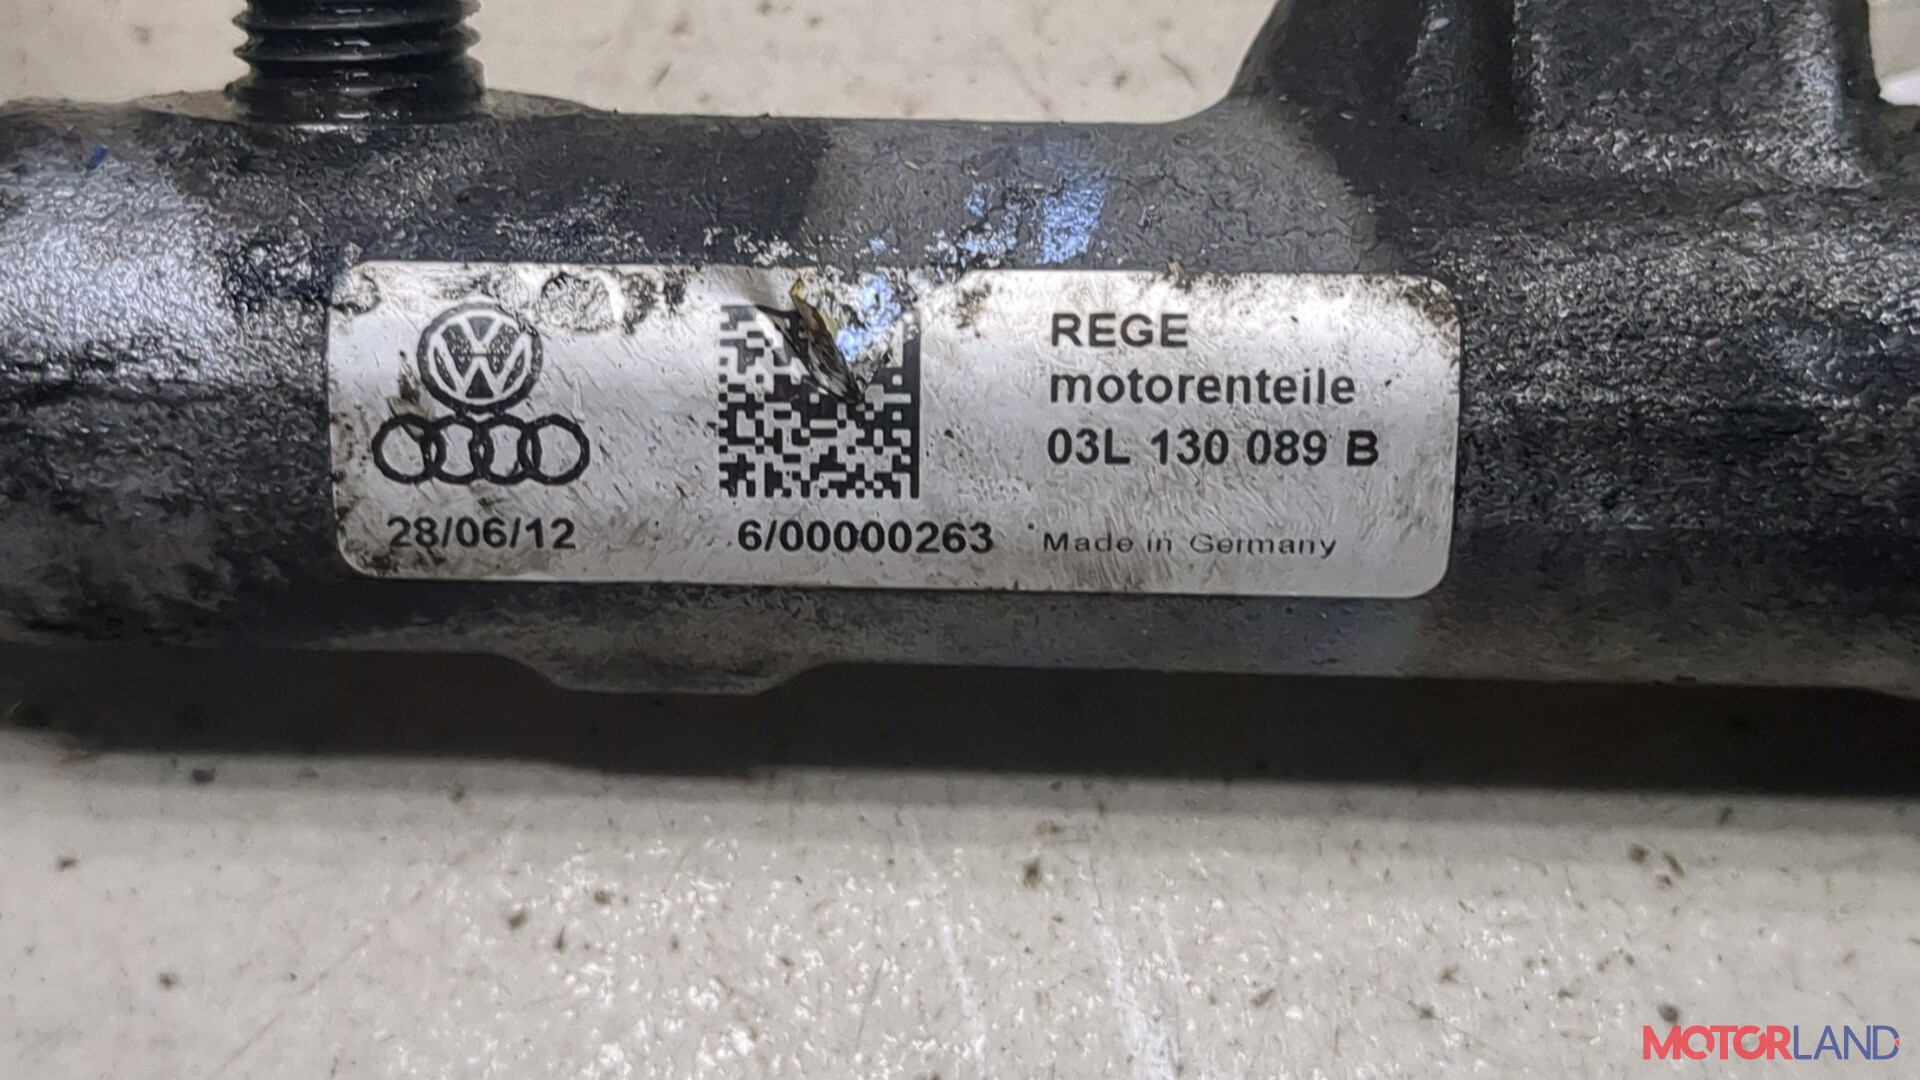 REGE
motorenteile
03L 130 089 B
28/06/12
6/00000263
Made in Germany
MOTORLAND